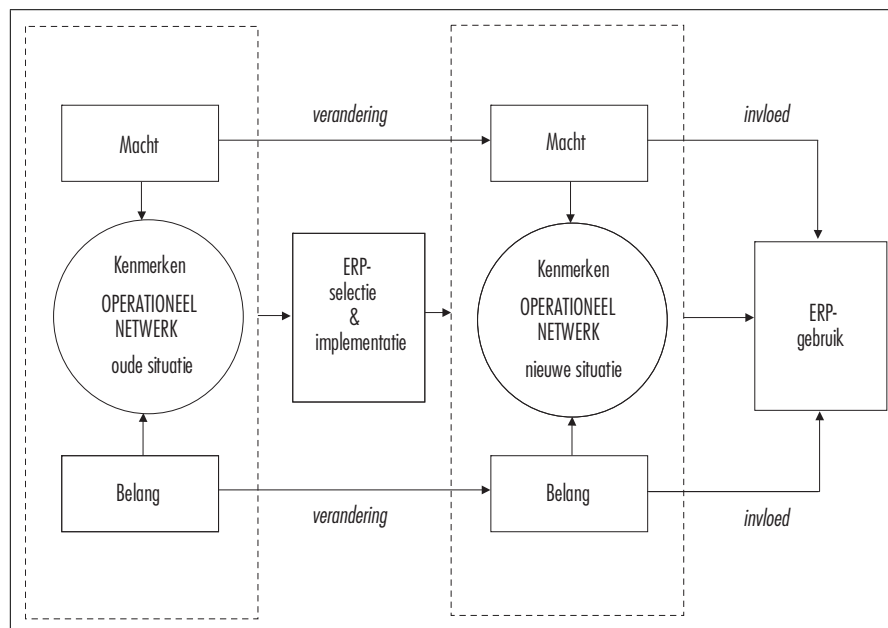 verandering
invloed
Macht
Macht
Kenmerken
OPERATIONEEL
NETWERK
oude situatie
ERP-
selectie
&
implementatie
Kenmerken
OPERATIONEEL
NETWERK
nieuwe situatie
ERP-
gebruik
Belang
Belang
verandering
invloed